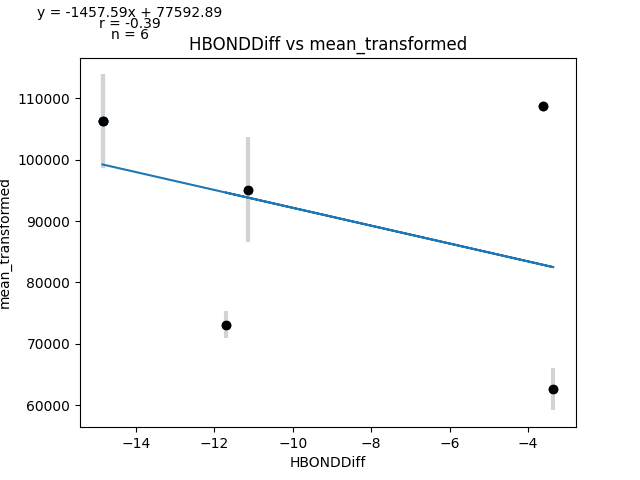 y = -1457.59x + 77592.89
r = -0.39
n = 6
HBONDDiff vs mean_transformed
mean_transformed
110000
100000
90000
80000
70000
60000
−14
−12
−10
−8
−6
−4
HBONDDiff